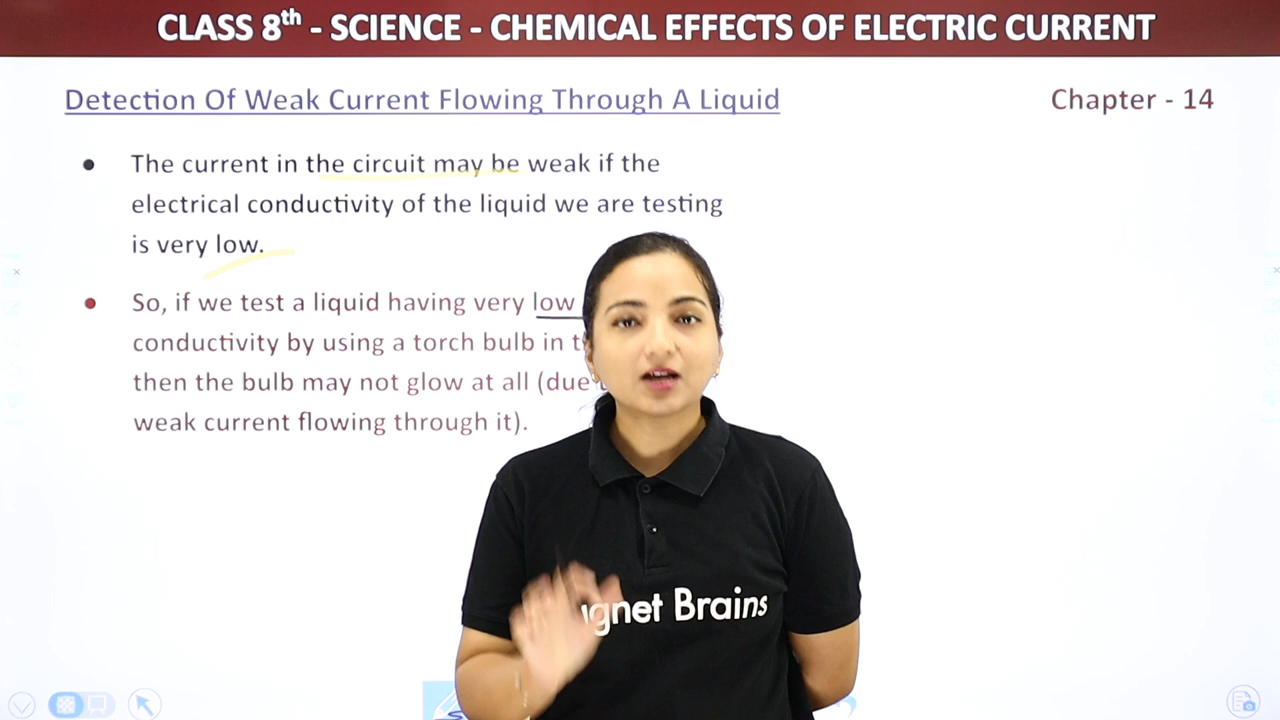 CLASS 8th - SCIENCE - CHEMICAL EFFECTS OF ELECTRIC CURRENT
Detection Of Weak Current Flowing Through A Liquid
Chapter - 14
The current in the circuit may be weak if the
electrical conductivity of the liquid we are testing
is very low.
So, if we test a liquid having very low
conductivity by using a torch bulb in
then the bulb may not glow at all (due
weak current flowing through it).
gnet Brains